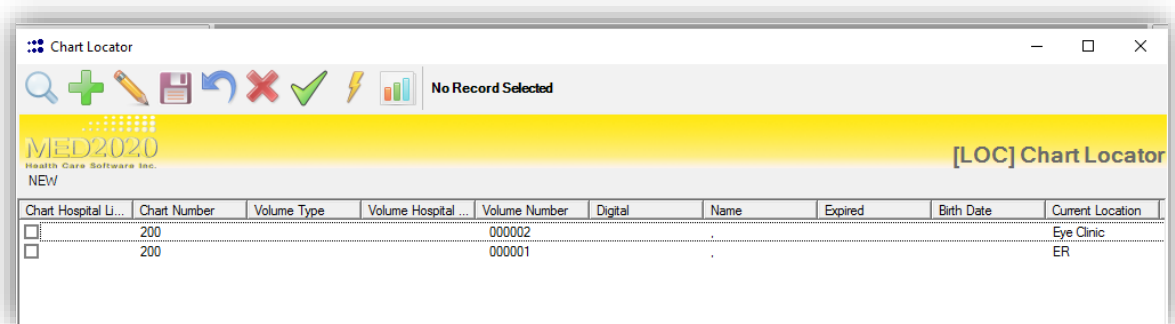 Chart Locator
No Record Selected
MED2020
Health Care Software Inc.
[LOC] Chart Locator
NEW
Chart Hospital Li... Chart Number Volume Type Volume Hospital ... Volume Number Digital Name Expired Birth Date Current Location
200 000002 , Eye Clinic
200 000001 , ER